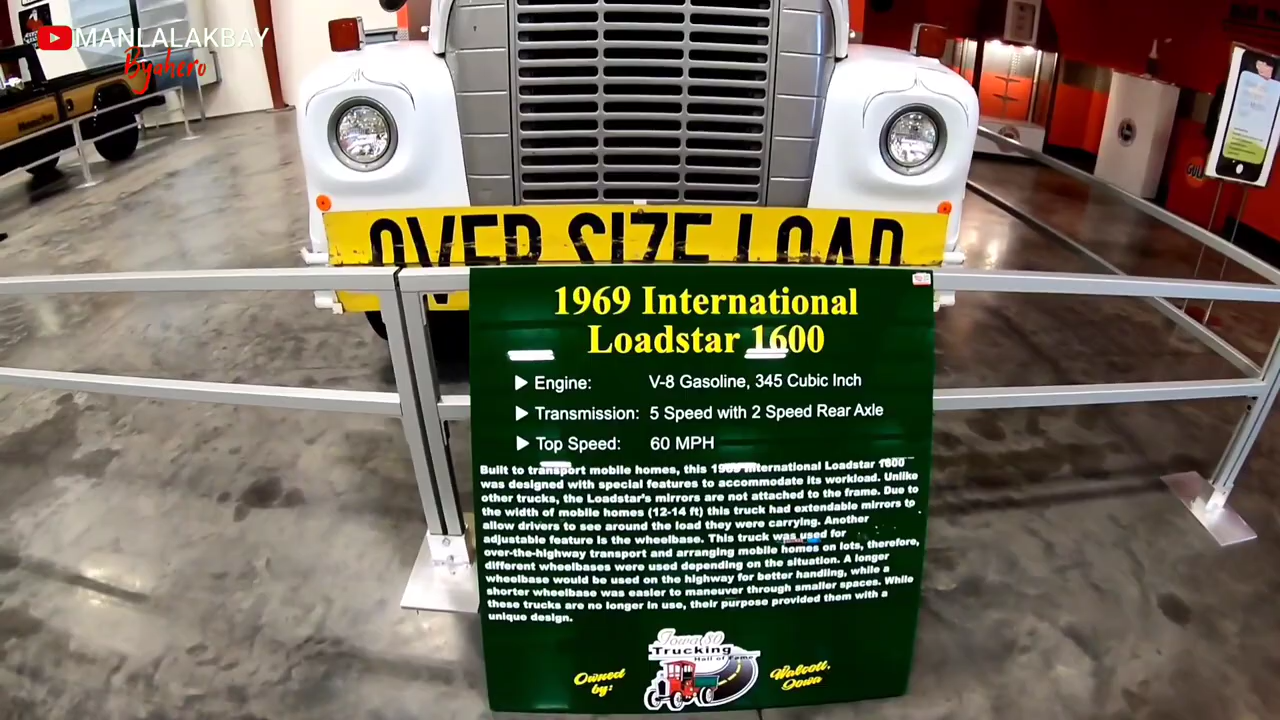 MANLALAKBAY
Byahero
OVER SIZE LOAD
1969 International
Loadstar 1600
Engine: V-8 Gasoline, 345 Cubic Inch
Transmission: 5 Speed with 2 Speed Rear Axle
Top Speed: 60 MPH
Built to transport mobile homes, this 1969 International Loadstar 1600
was designed with special features to accommodate its workload. Unlike
other trucks, the Loadstar's mirrors are not attached to the frame. Due to
the width of mobile homes (12-14 ft) this truck had extendable mirrors to
allow drivers to see around the load they were carrying. Another
adjustable feature is the wheelbase. This truck was used for
over-the-highway transport and arranging mobile homes on lots, therefore,
different wheelbases were used depending on the situation. A longer
wheelbase would be used on the highway for better handling, while a
shorter wheelbase was easier to maneuver through smaller spaces. While
these trucks are no longer in use, their purpose provided them with a
unique design.
Owned
by:
Iowa 80
Trucking
Hall of Fame
Walcott,
Iowa